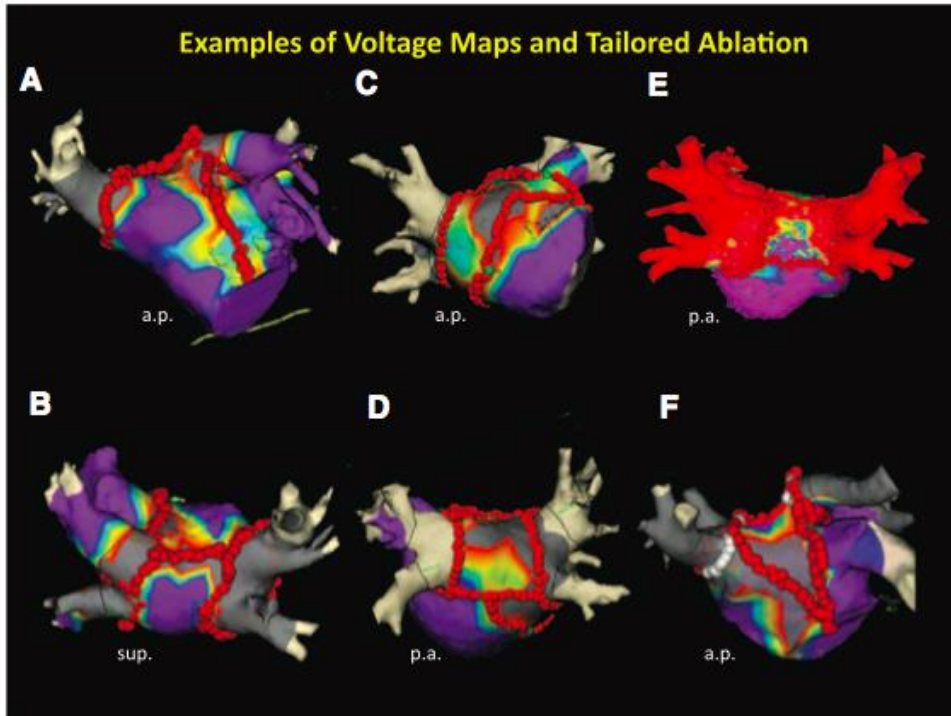 Examples of Voltage Maps and Tailored Ablation
A
C
E
a.p.
a.p.
p.a.
B
D
F
sup.
p.a.
a.p.